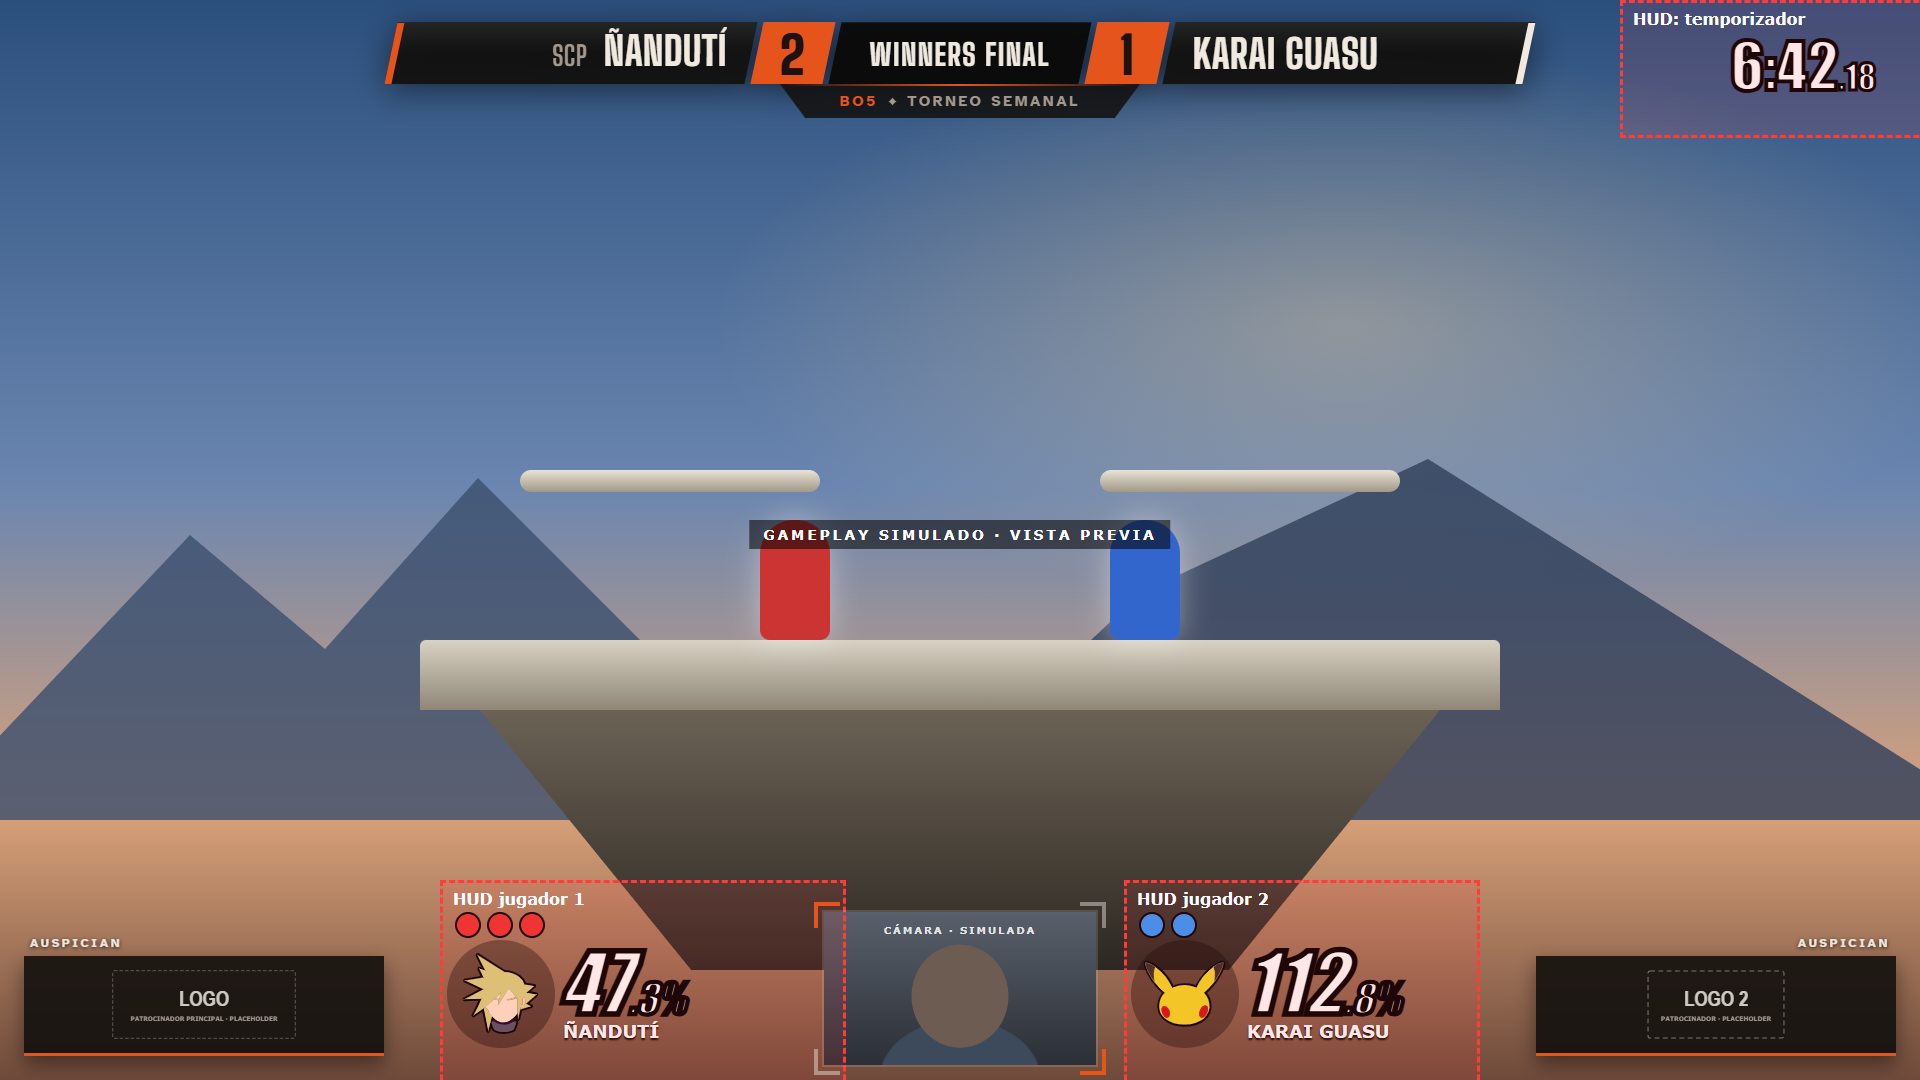 SCP ÑANDUTÍ 2 WINNERS FINAL 1 KARAI GUASU
BO5 ◆ TORNEO SEMANAL
HUD: temporizador
6:42.18
GAMEPLAY SIMULADO · VISTA PREVIA
HUD jugador 1
47.3%
ÑANDUTÍ
CÁMARA · SIMULADA
HUD jugador 2
112.8%
KARAI GUASU
AUSPICIAN
LOGO
PATROCINADOR PRINCIPAL · PLACEHOLDER
AUSPICIAN
LOGO 2
PATROCINADOR · PLACEHOLDER